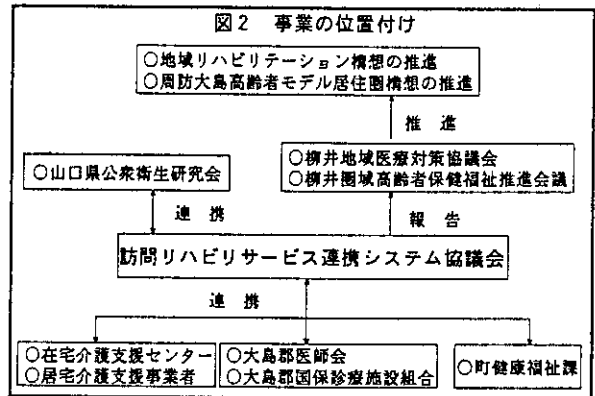 図2 事業の位置付け
○地域リハビリテーション構想の推進
○周防大島高齢者モデル居住圏構想の推進
推 進
○山口県公衆衛生研究会
○柳井地域医療対策協議会
○柳井圏域高齢者保健福祉推進会議
連 携
報 告
訪問リハビリサービス連携システム協議会
連 携
○在宅介護支援センター
○居宅介護支援事業者
○大島郡医師会
○大島郡国保診療施設組合
○町健康福祉課